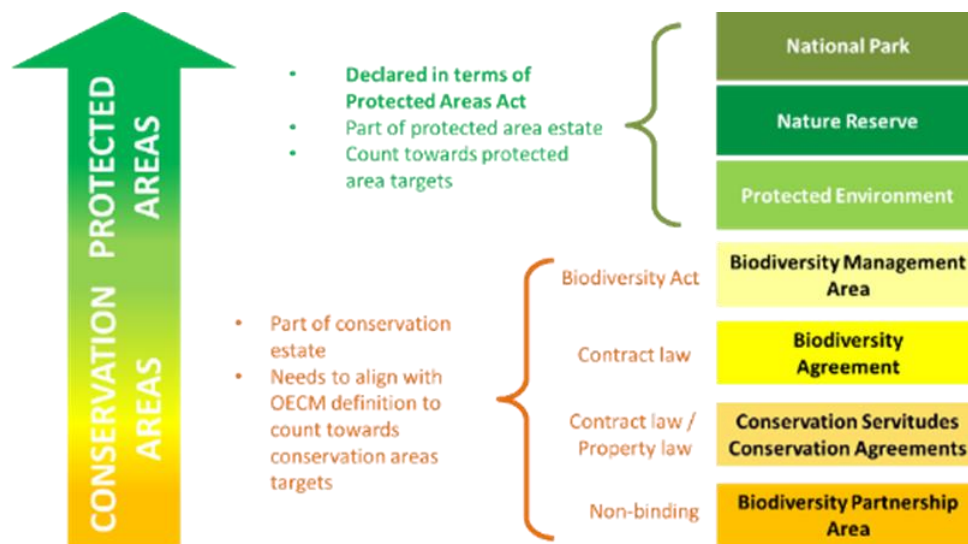 PROTECTED
AREAS
CONSERVATION
AREAS
• Declared in terms of
Protected Areas Act
• Part of protected area estate
• Count towards protected
area targets
National Park
Nature Reserve
Protected Environment
• Part of conservation
estate
• Needs to align with
OECM definition to
count towards
conservation areas
targets
Biodiversity Act
Biodiversity Management
Area
Contract law
Biodiversity
Agreement
Contract law /
Property law
Conservation Servitudes
Conservation Agreements
Non-binding
Biodiversity Partnership
Area